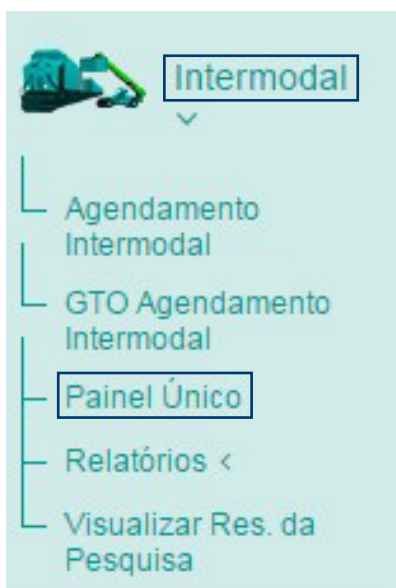 Intermodal
Agendamento
Intermodal
GTO Agendamento
Intermodal
Painel Único
Relatórios <
Visualizar Res. da
Pesquisa